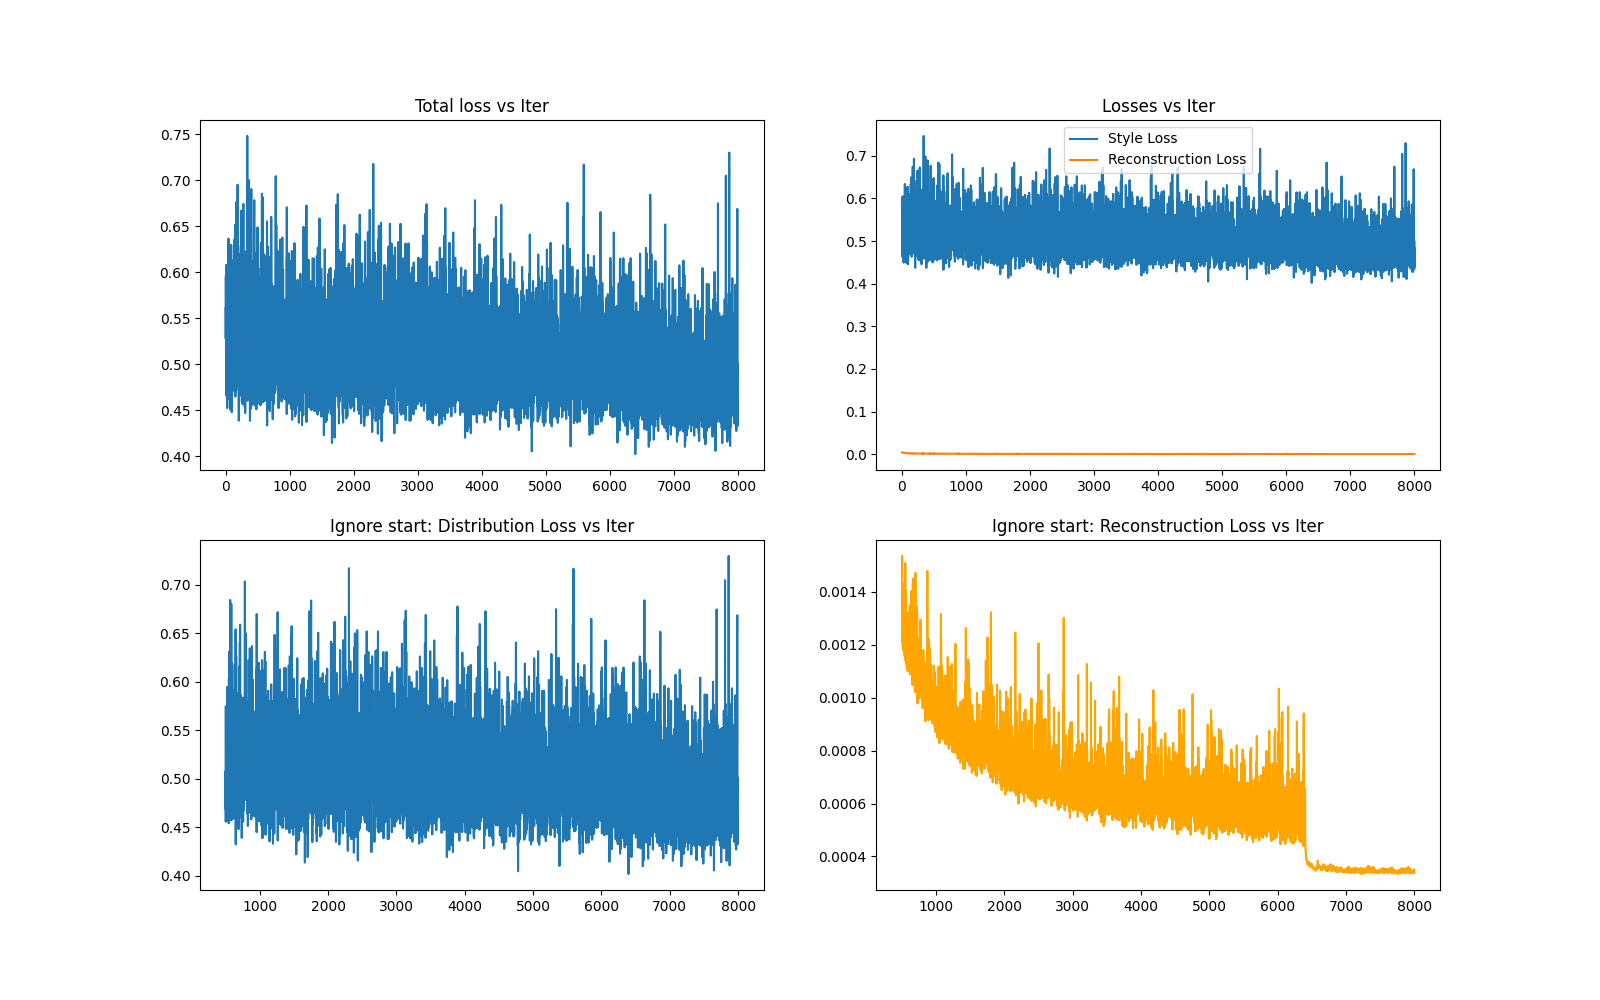 Total loss vs Iter
0.75
0.70
0.65
0.60
0.55
0.50
0.45
0.40
0 1000 2000 3000 4000 5000 6000 7000 8000
Losses vs Iter
Style Loss
Reconstruction Loss
0.7
0.6
0.5
0.4
0.3
0.2
0.1
0.0
0 1000 2000 3000 4000 5000 6000 7000 8000
Ignore start: Distribution Loss vs Iter
0.70
0.65
0.60
0.55
0.50
0.45
0.40
1000 2000 3000 4000 5000 6000 7000 8000
Ignore start: Reconstruction Loss vs Iter
0.0014
0.0012
0.0010
0.0008
0.0006
0.0004
1000 2000 3000 4000 5000 6000 7000 8000